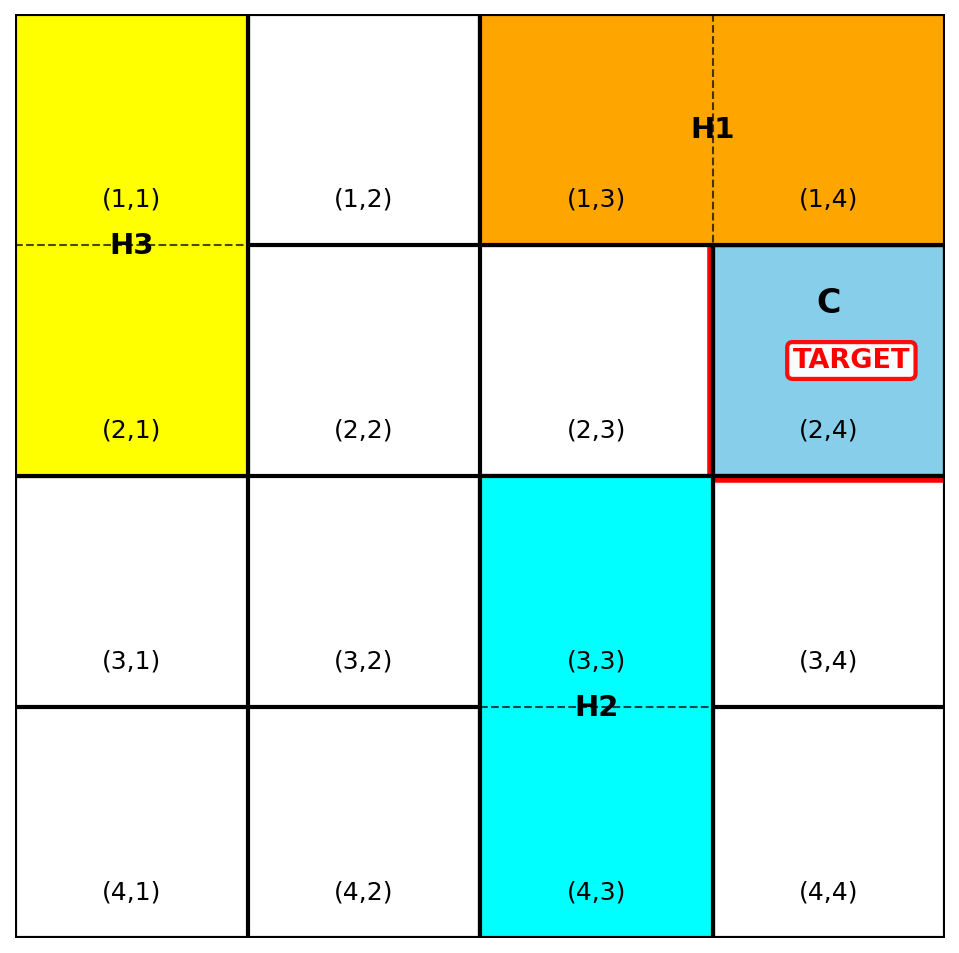 H1
(1,1) (1,2) (1,3) (1,4)
H3
C
TARGET
(2,1) (2,2) (2,3) (2,4)
(3,1) (3,2) (3,3) (3,4)
H2
(4,1) (4,2) (4,3) (4,4)